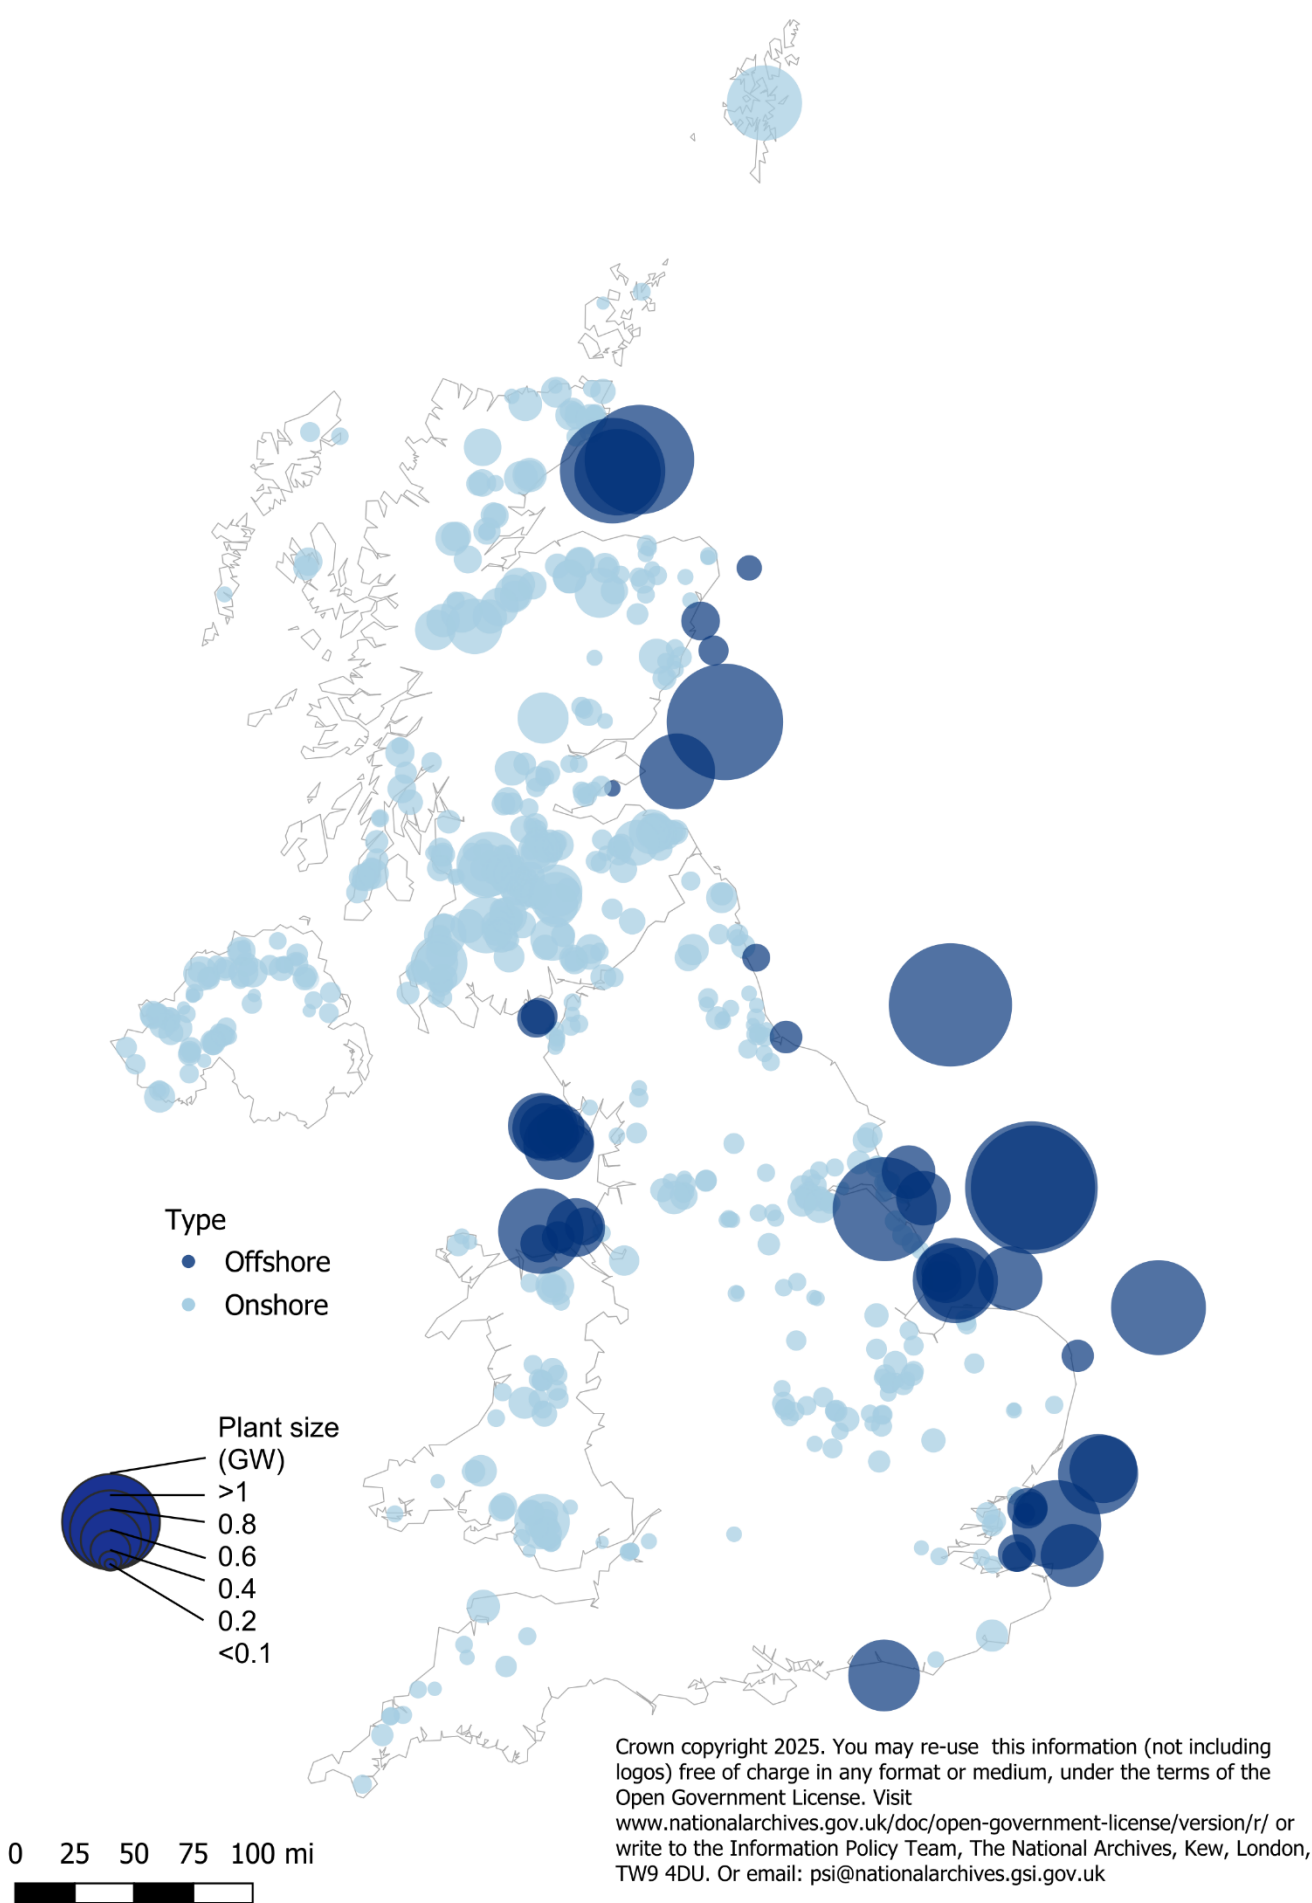 Type
Offshore
Onshore
Plant size
(GW)
>1
0.8
0.6
0.4
0.2
<0.1
Crown copyright 2025. You may re-use  this information (not including
logos) free of charge in any format or medium, under the terms of the
Open Government License. Visit
www.nationalarchives.gov.uk/doc/open-government-license/version/r/ or
write to the Information Policy Team, The National Archives, Kew, London,
TW9 4DU. Or email: psi@nationalarchives.gsi.gov.uk
0 25 50 75 100 mi